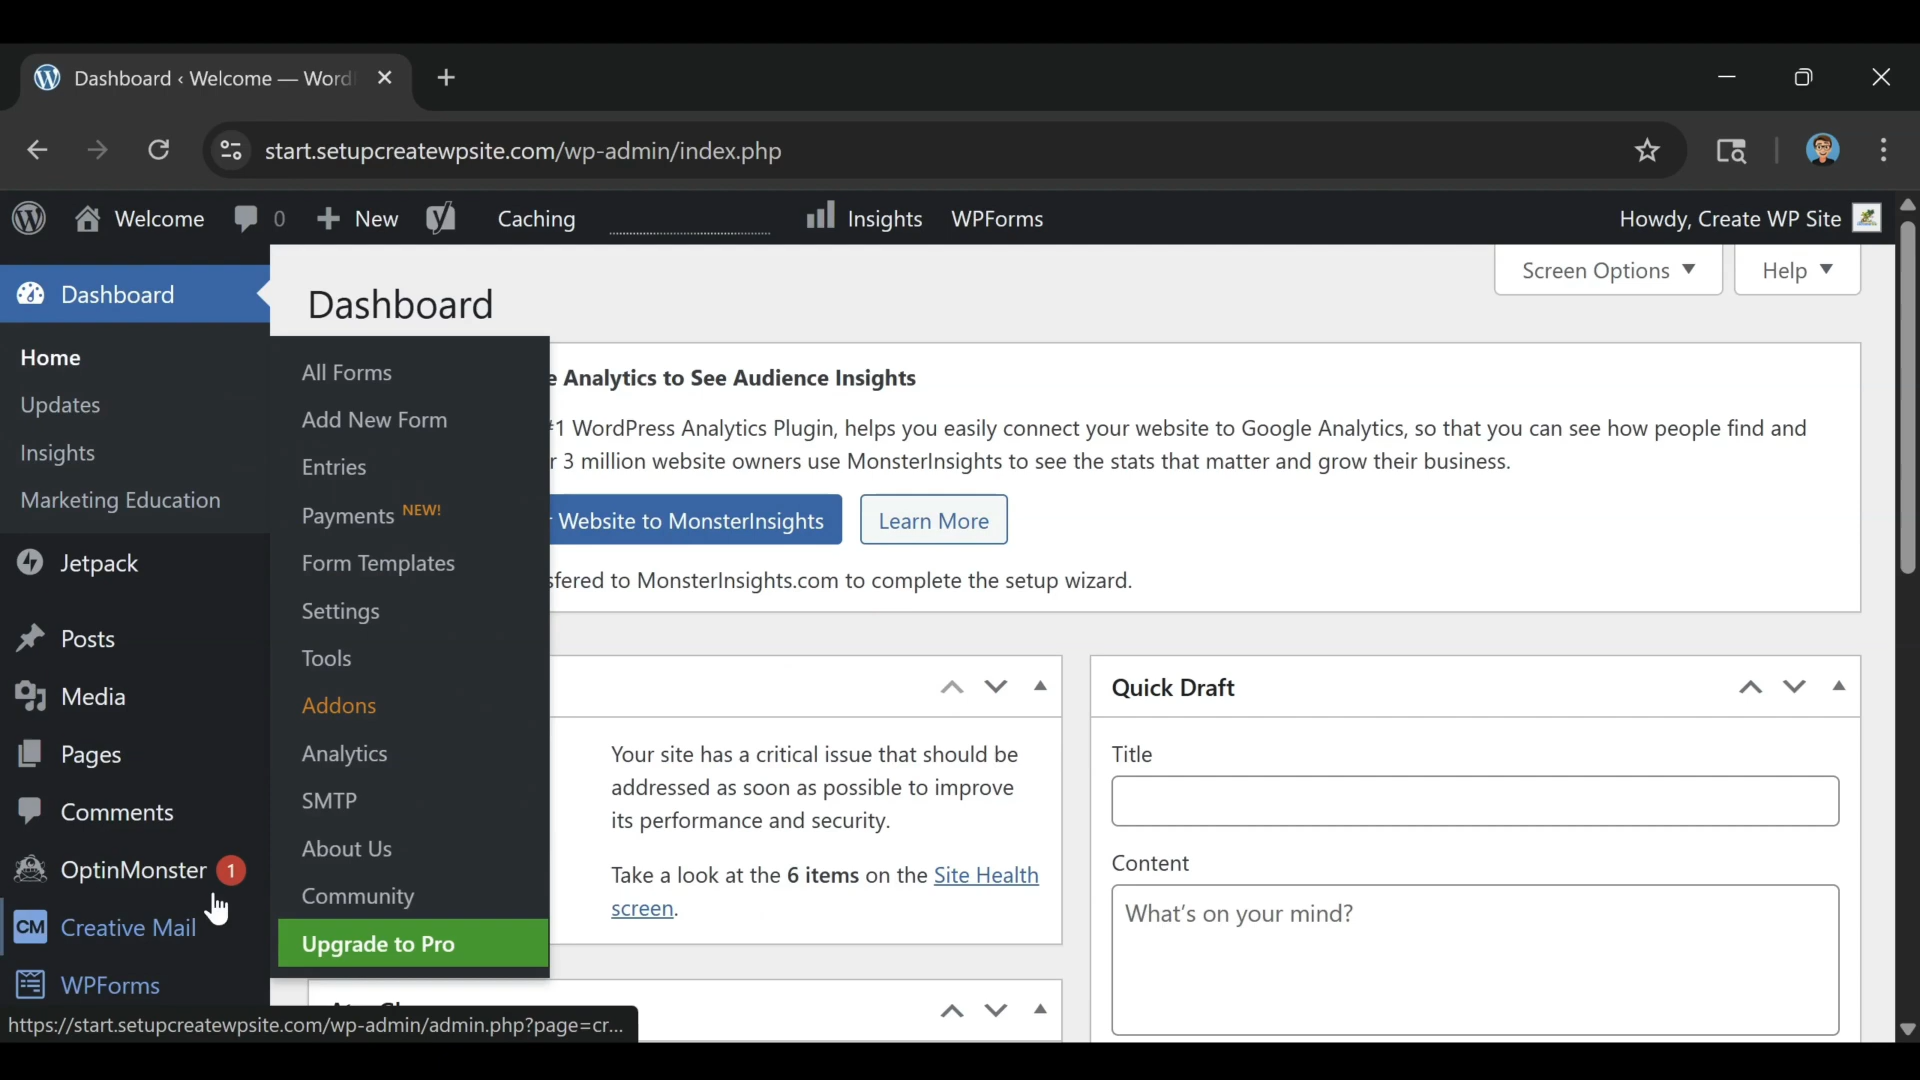 Dashboard ‹ Welcome — Word
start.setupcreatewpsite.com/wp-admin/index.php
Welcome 0 New Caching Insights WPForms Howdy, Create WP Site
Screen Options Help
Dashboard
Dashboard
Home
Updates
Insights
Marketing Education
Jetpack
Posts
Media
Pages
Comments
OptinMonster 1
CM Creative Mail
WPForms
All Forms
Add New Form
Entries
Payments NEW!
Form Templates
Settings
Tools
Addons
Analytics
SMTP
About Us
Community
Upgrade to Pro
Analytics to See Audience Insights
#1 WordPress Analytics Plugin, helps you easily connect your website to Google Analytics, so that you can see how people find and
3 million website owners use MonsterInsights to see the stats that matter and grow their business.
Website to MonsterInsights Learn More
sfered to MonsterInsights.com to complete the setup wizard.
Your site has a critical issue that should be
addressed as soon as possible to improve
its performance and security.
Take a look at the 6 items on the Site Health
screen.
Quick Draft
Title
Content
What's on your mind?
https://start.setupcreatewpsite.com/wp-admin/admin.php?page=cr...